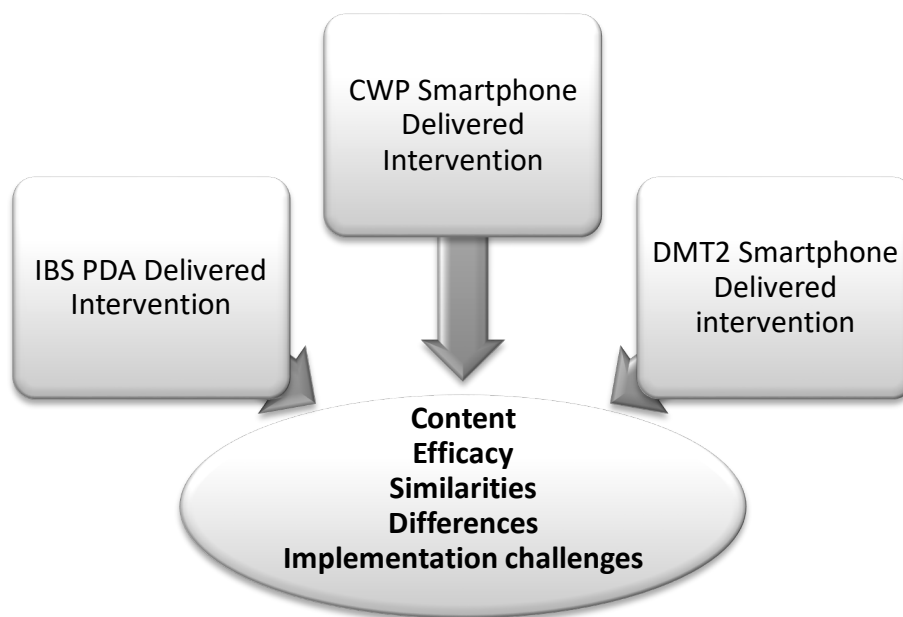 CWP Smartphone
Delivered
Intervention
IBS PDA Delivered
Intervention
DMT2 Smartphone
Delivered
intervention
Content
Efficacy
Similarities
Differences
Implementation challenges